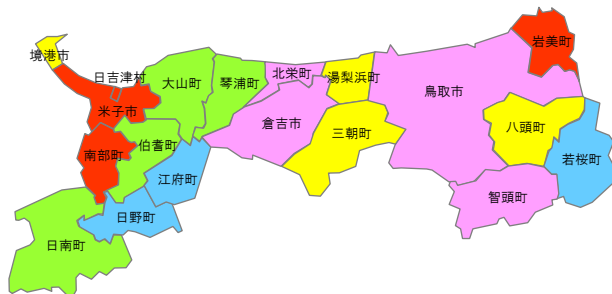 境港市
日吉津村
米子市
大山町
琴浦町
北栄町
湯梨浜町
鳥取市
岩美町
南部町
伯耆町
倉吉市
三朝町
八頭町
江府町
若桜町
日野町
智頭町
日南町